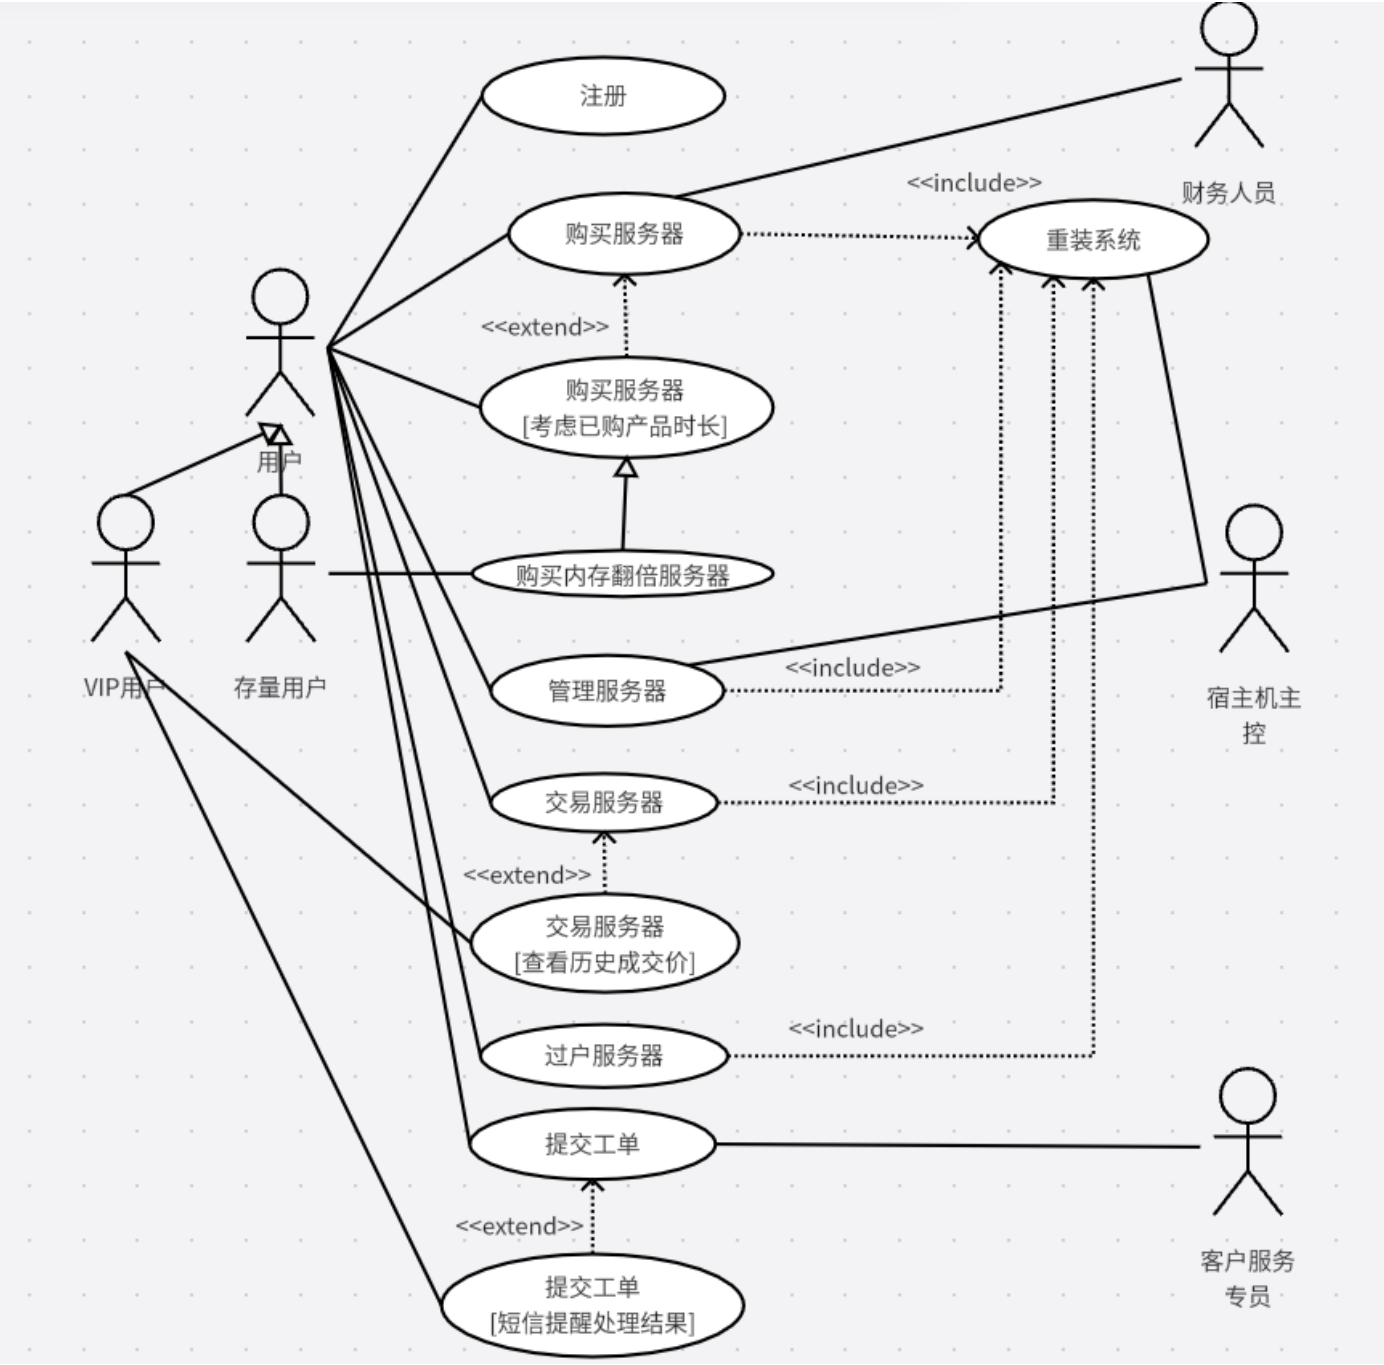 注册
<<include>>
财务人员
购买服务器
重装系统
<<extend>>
购买服务器
[考虑已购产品时长]
用户
购买内存翻倍服务器
VIP用户
存量用户
<<include>>
管理服务器
宿主机主
控
<<include>>
交易服务器
<<extend>>
交易服务器
[查看历史成交价]
<<include>>
过户服务器
提交工单
<<extend>>
客户服务
专员
提交工单
[短信提醒处理结果]